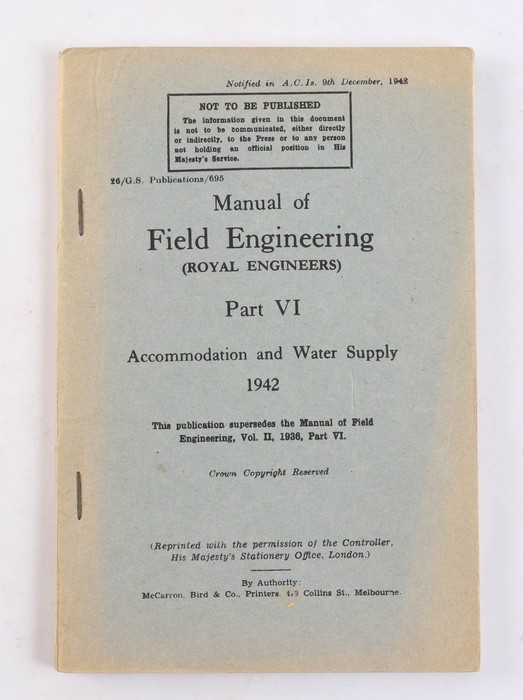 Notified in A.C.Is. 9th December, 1942
NOT TO BE PUBLISHED
The information given in this document
is not to be communicated, either directly
or indirectly, to the Press or to any person
not holding an official position in His
Majesty's Service.
26/G.S. Publications/695
Manual of
Field Engineering
(ROYAL ENGINEERS)
Part VI
Accommodation and Water Supply
1942
This publication supersedes the Manual of Field
Engineering, Vol. II, 1936, Part VI.
Crown Copyright Reserved
(Reprinted with the permission of the Controller,
His Majesty's Stationery Office, London.)
By Authority:
McCarron, Bird & Co., Printers, 479 Collins St., Melbourne.